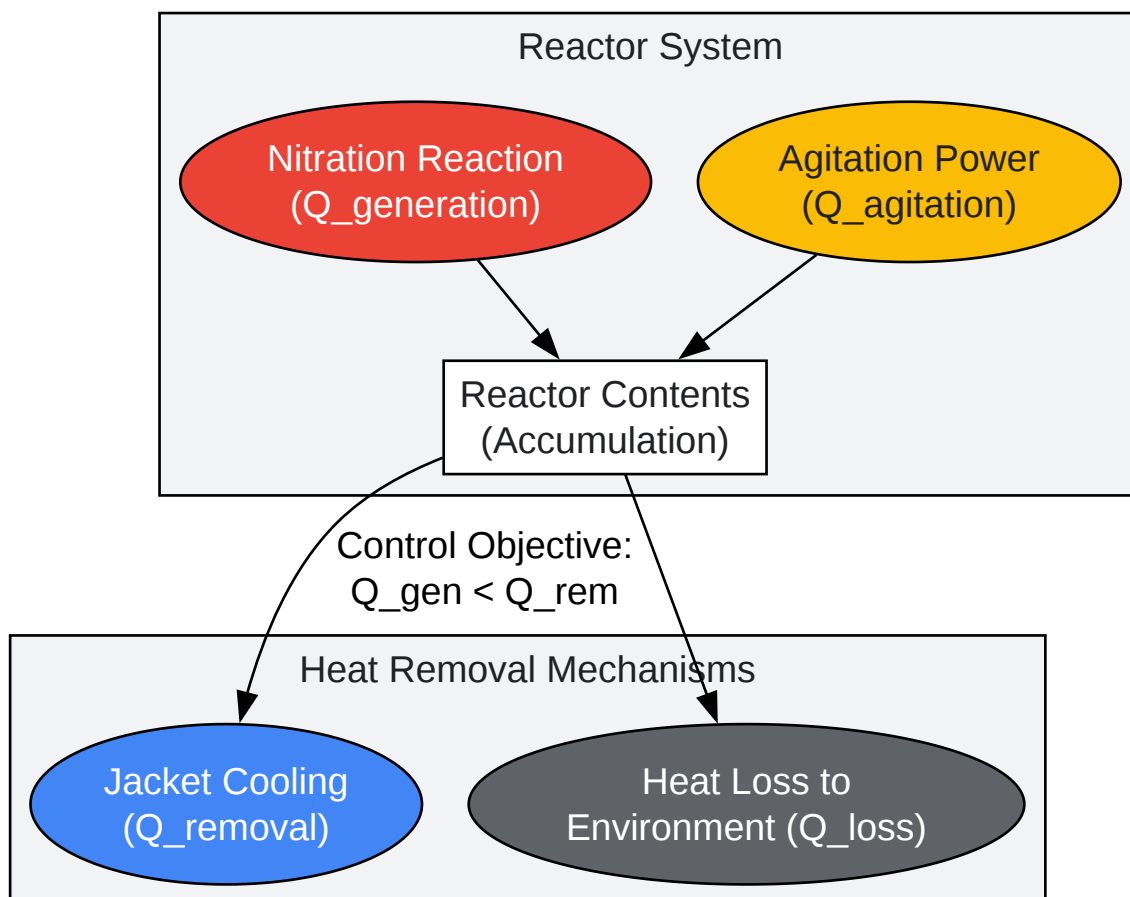 Reactor System
Nitration Reaction
(Q_generation)
Agitation Power
(Q_agitation)
Reactor Contents
(Accumulation)
Control Objective:
Q_gen < Q_rem
Heat Removal Mechanisms
Jacket Cooling
(Q_removal)
Heat Loss to
Environment (Q_loss)